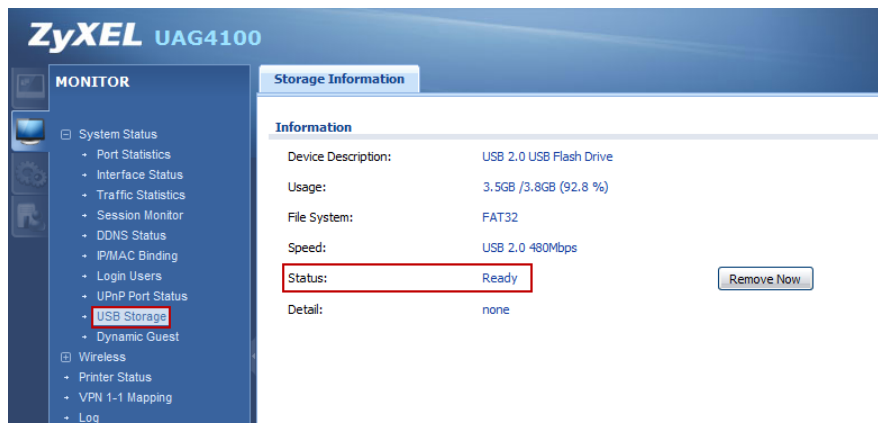 ZyXEL UAG4100
MONITOR
System Status
Port Statistics
Interface Status
Traffic Statistics
Session Monitor
DDNS Status
IP/MAC Binding
Login Users
UPnP Port Status
USB Storage
Dynamic Guest
Wireless
Printer Status
VPN 1-1 Mapping
Log
Storage Information
Information
Device Description: USB 2.0 USB Flash Drive
Usage: 3.5GB /3.8GB (92.8 %)
File System: FAT32
Speed: USB 2.0 480Mbps
Status: Ready Remove Now
Detail: none